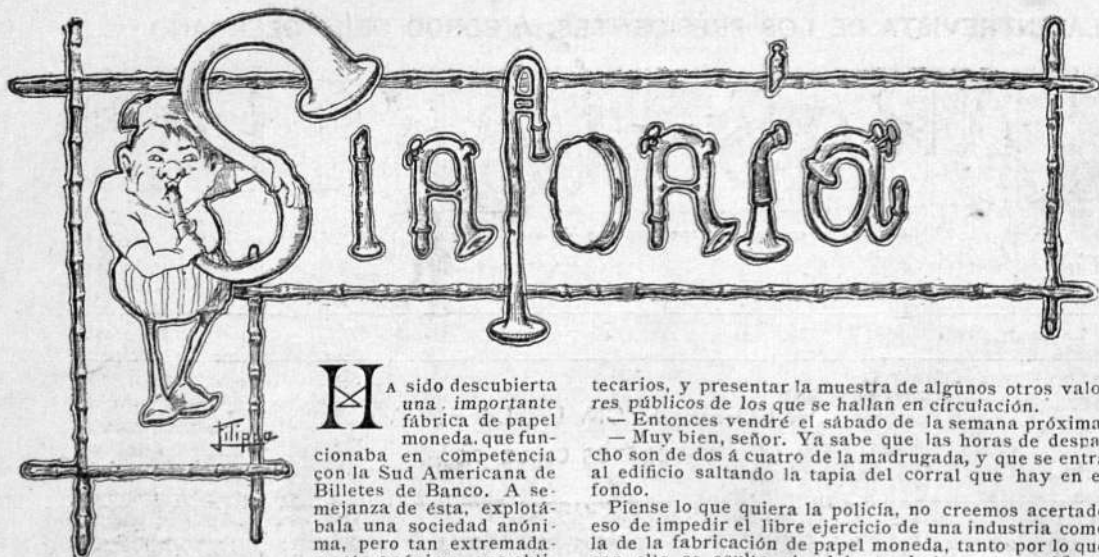 Sinfonía
Filippo
HA sido descubierta
una importante
fábrica de papel
moneda, que fun-
cionaba en competencia
con la Sud Americana de
Billetes de Banco. A se-
mejanza de ésta, explotá-
bala una sociedad anóni-
ma, pero tan extremada-
tecarios, y presentar la muestra de algunos otros valo
res públicos de los que se hallan en circulación.
— Entonces vendré el sábado de la semana próxima
— Muy bien, señor. Ya sabe que las horas de despa
cho son de dos á cuatro de la madrugada, y que se entra
al edificio saltando la tapia del corral que hay en e
fondo.
Piense lo que quiera la policía, no creemos acertado
eso de impedir el libre ejercicio de una industria como
la de la fabricación de papel moneda, tanto por lo que